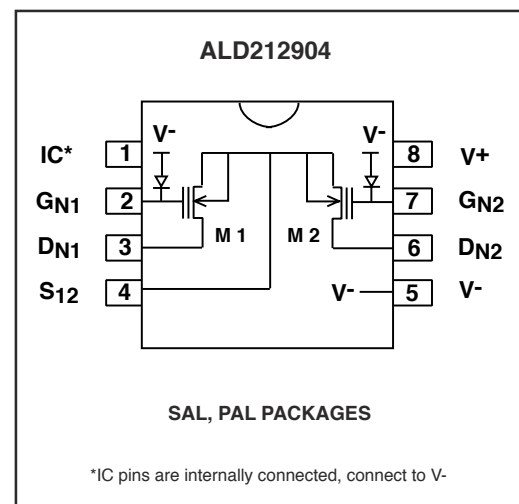 ALD212904
IC* 1 V- V- 8 V+
GN1 2 7 GN2
DN1 3 M 1 M 2 6 DN2
S12 4 V- 5 V-
SAL, PAL PACKAGES
*IC pins are internally connected, connect to V-